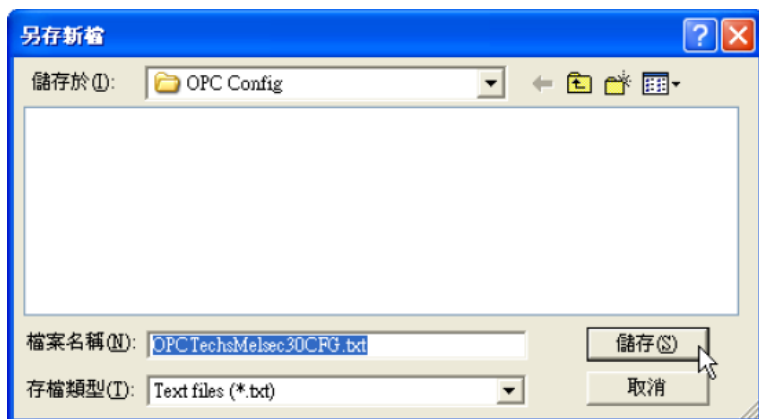 另存新檔
儲存於(I): OPC Config
檔案名稱(N): OPCTechsMelsec30CFG.txt 儲存(S)
存檔類型(T): Text files (*.txt) 取消